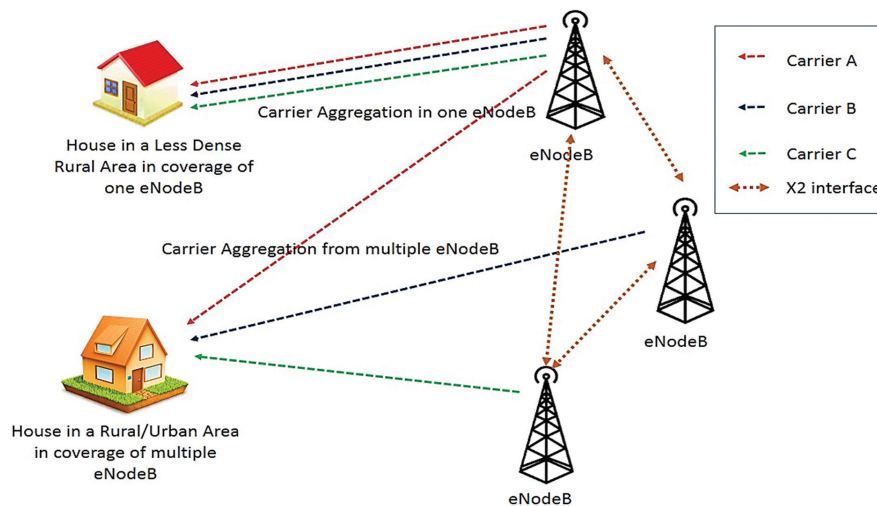 Carrier A
Carrier B
Carrier C
X2 interface
Carrier Aggregation in one eNodeB
eNodeB
House in a Less Dense
Rural Area in coverage of
one eNodeB
Carrier Aggregation from multiple eNodeB
eNodeB
House in a Rural/Urban Area
in coverage of multiple
eNodeB
eNodeB